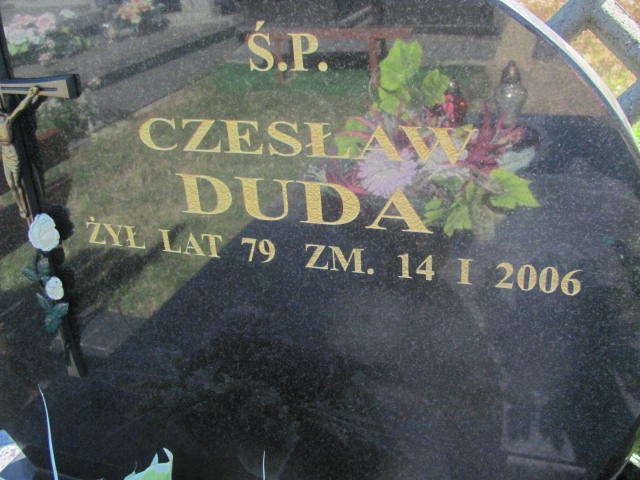 Ś.P.
CZESŁAW
DUDA
ŻYŁ LAT 79 ZM. 14 I 2006